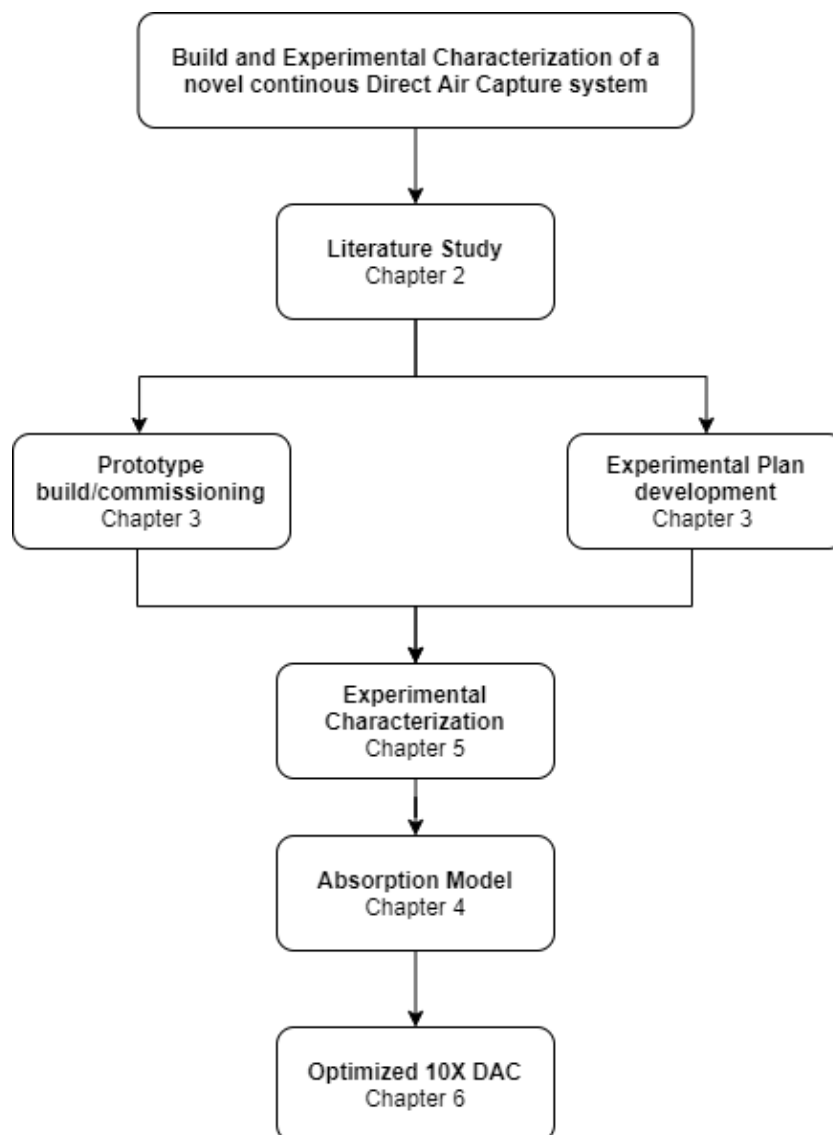 Build and Experimental Characterization of a
novel continous Direct Air Capture system
Literature Study
Chapter 2
Prototype
build/commissioning
Chapter 3
Experimental Plan
development
Chapter 3
Experimental
Characterization
Chapter 5
Absorption Model
Chapter 4
Optimized 10X DAC
Chapter 6